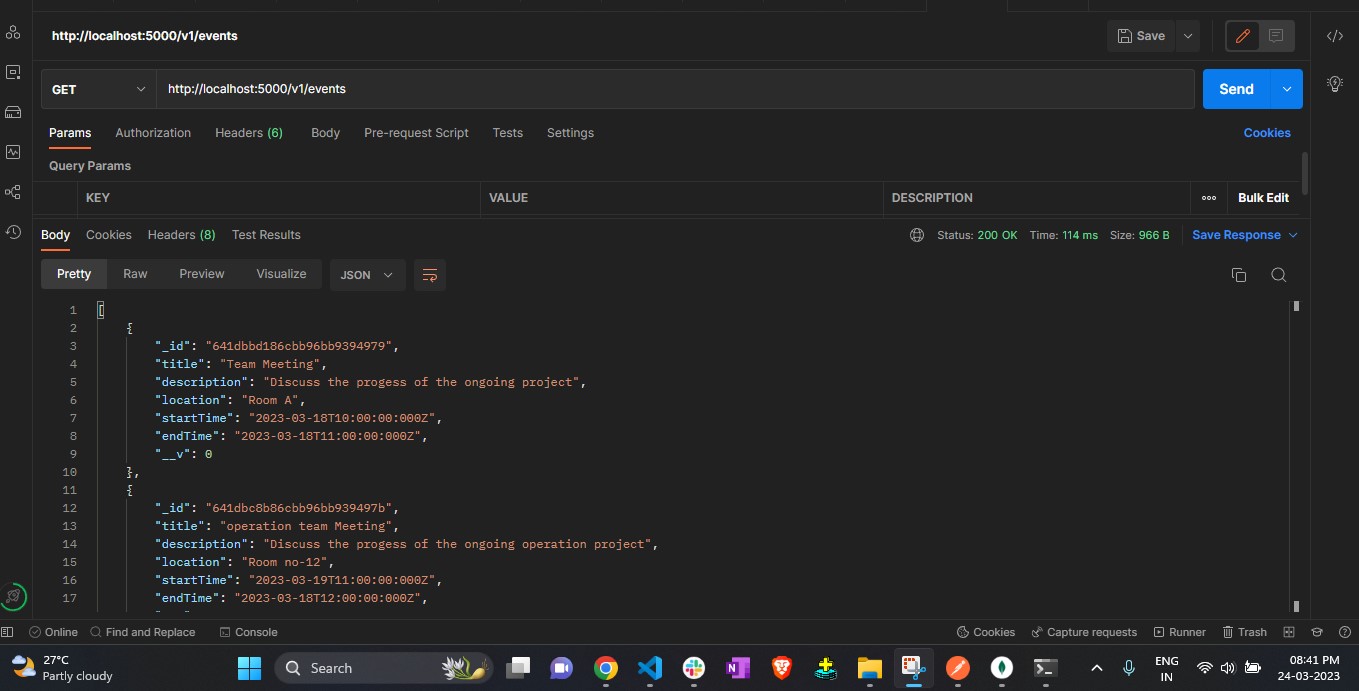 http://localhost:5000/v1/events
Save
GET
http://localhost:5000/v1/events
Send
Params Authorization Headers (6) Body Pre-request Script Tests Settings Cookies
Query Params
KEY VALUE DESCRIPTION Bulk Edit
Body Cookies Headers (8) Test Results Status: 200 OK Time: 114 ms Size: 966 B Save Response
Pretty Raw Preview Visualize JSON
1 [
2 {
3 "_id": "641dbbd186cbb96bb9394979",
4 "title": "Team Meeting",
5 "description": "Discuss the progess of the ongoing project",
6 "location": "Room A",
7 "startTime": "2023-03-18T10:00:00:000Z",
8 "endTime": "2023-03-18T11:00:00:000Z",
9 "__v": 0
10 },
11 {
12 "_id": "641dbc8b86cbb96bb939497b",
13 "title": "operation team Meeting",
14 "description": "Discuss the progess of the ongoing operation project",
15 "location": "Room no-12",
16 "startTime": "2023-03-19T11:00:00:000Z",
17 "endTime": "2023-03-18T12:00:00:000Z",
Online Find and Replace Console Cookies Capture requests Runner Trash
27°C
Partly cloudy
Search
ENG
IN
08:41 PM
24-03-2023